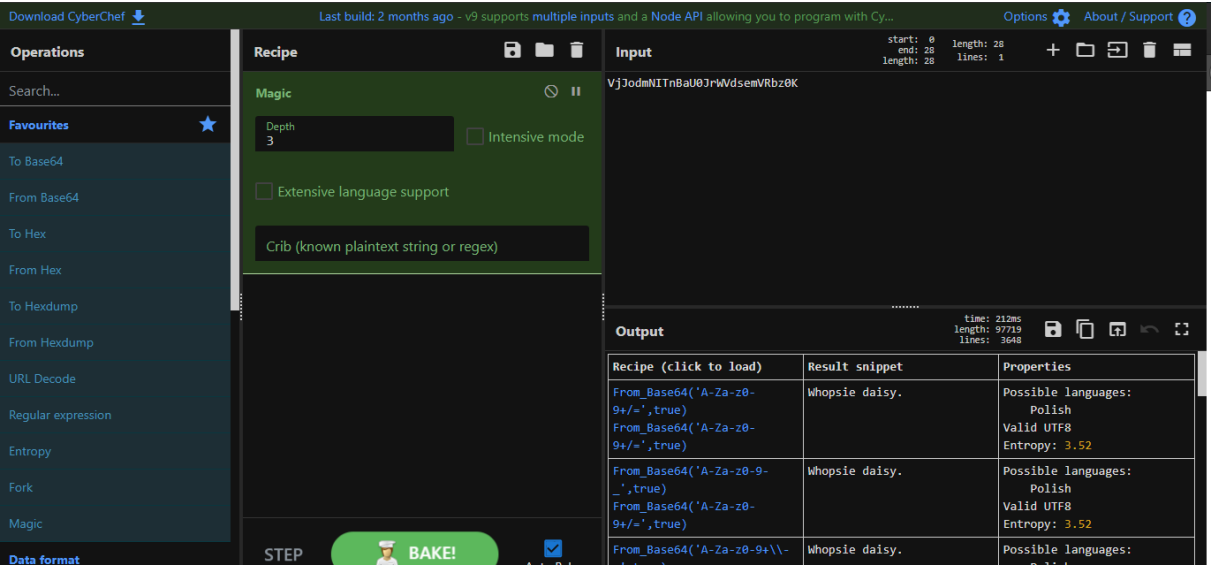 Download CyberChef
Last build: 2 months ago - v9 supports multiple inputs and a Node API allowing you to program with Cy...
Options
About / Support
Operations
Search...
Favourites
To Base64
From Base64
To Hex
From Hex
To Hexdump
From Hexdump
URL Decode
Regular expression
Entropy
Fork
Magic
Data format
Recipe
Magic
Depth
3
Intensive mode
Extensive language support
Crib (known plaintext string or regex)
STEP
BAKE!
Input
start: 0
end: 28
length: 28
length: 28
lines: 1
VjJodmNITnBaU0JrWVdsemVRbz0K
Output
time: 212ms
length: 97719
lines: 3648
Recipe (click to load) Result snippet Properties
From_Base64('A-Za-z0- Whopsie daisy. Possible languages:
9+/=',true) Polish
From_Base64('A-Za-z0- Valid UTF8
9+/=',true) Entropy: 3.52
From_Base64('A-Za-z0-9- Whopsie daisy. Possible languages:
_',true) Polish
From_Base64('A-Za-z0- Valid UTF8
9+/=',true) Entropy: 3.52
From_Base64('A-Za-z0-9+\\- Whopsie daisy. Possible languages: